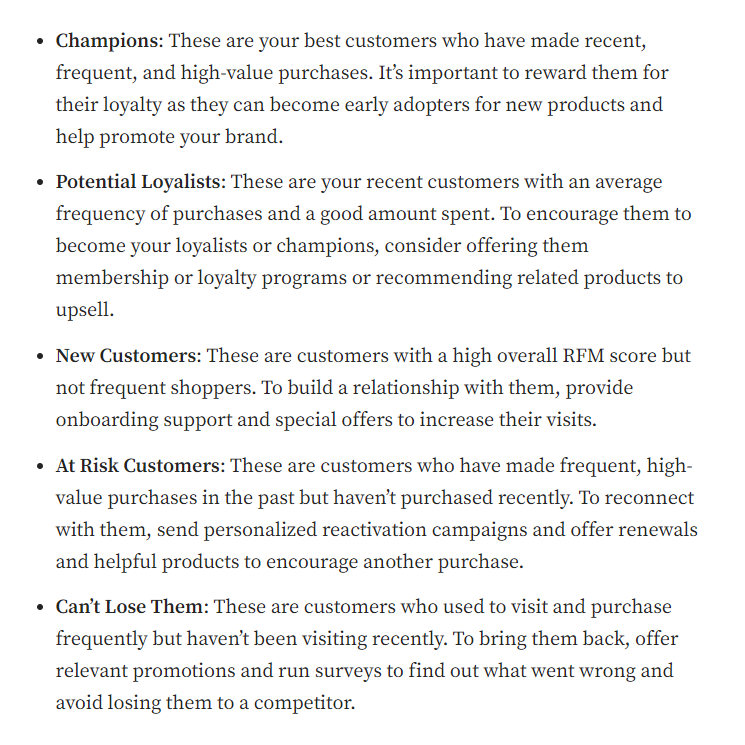 • Champions: These are your best customers who have made recent,
frequent, and high-value purchases. It’s important to reward them for
their loyalty as they can become early adopters for new products and
help promote your brand.
• Potential Loyalists: These are your recent customers with an average
frequency of purchases and a good amount spent. To encourage them to
become your loyalists or champions, consider offering them
membership or loyalty programs or recommending related products to
upsell.
• New Customers: These are customers with a high overall RFM score but
not frequent shoppers. To build a relationship with them, provide
onboarding support and special offers to increase their visits.
• At Risk Customers: These are customers who have made frequent, high-
value purchases in the past but haven’t purchased recently. To reconnect
with them, send personalized reactivation campaigns and offer renewals
and helpful products to encourage another purchase.
• Can’t Lose Them: These are customers who used to visit and purchase
frequently but haven’t been visiting recently. To bring them back, offer
relevant promotions and run surveys to find out what went wrong and
avoid losing them to a competitor.